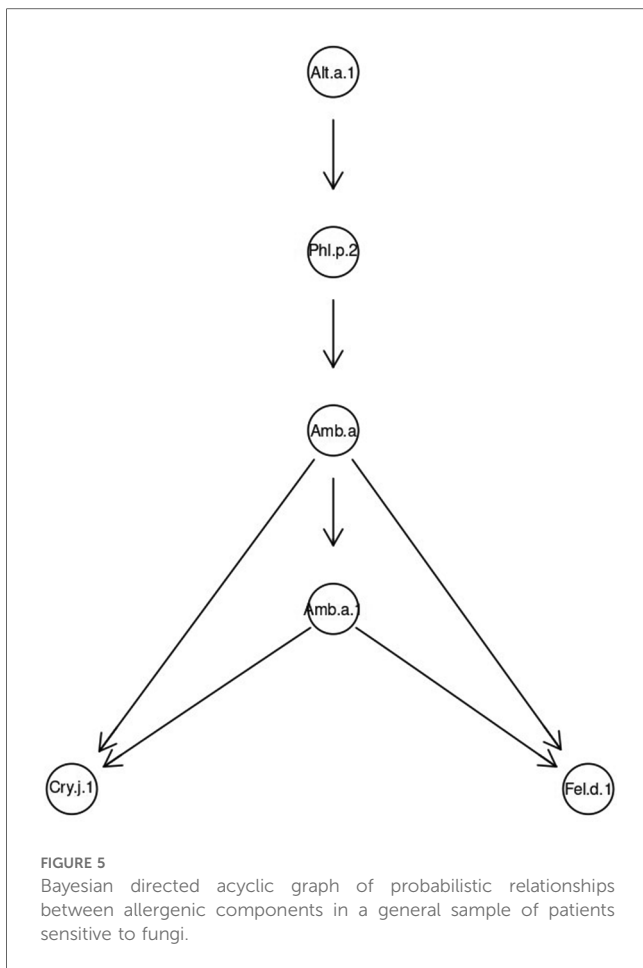 Alt.a.1
Phl.p.2
Amb.a
Amb.a.1
Cry.j.1
Fel.d.1
FIGURE 5
Bayesian directed acyclic graph of probabilistic relationships
between allergenic components in a general sample of patients
sensitive to fungi.